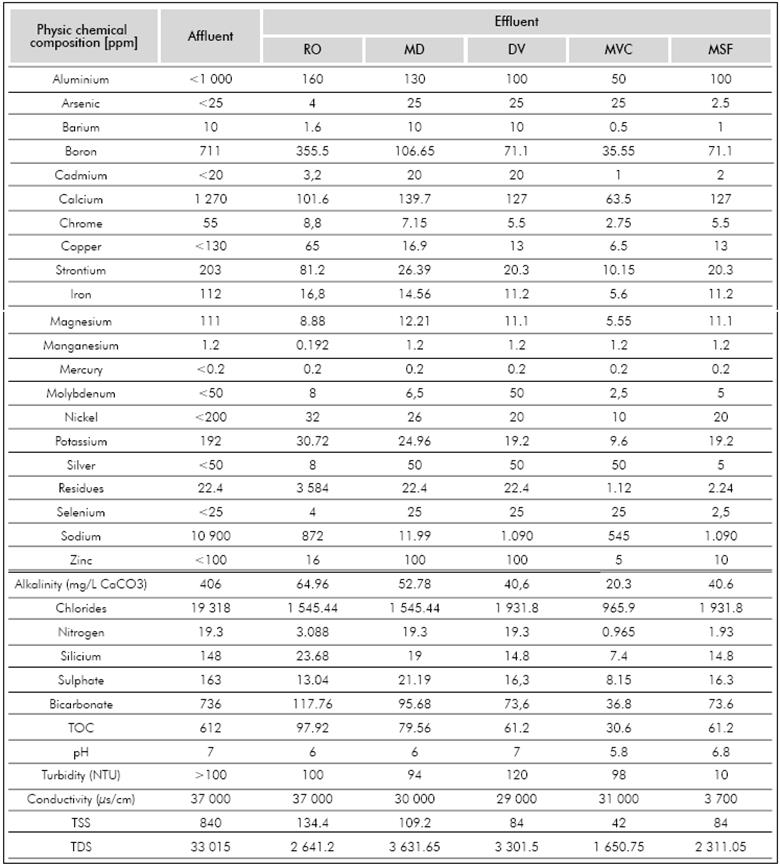 Physic chemical composition [ppm] Affluent Effluent
RO MD DV MVC MSF
Aluminium <1 000 160 130 100 50 100
Arsenic <25 4 25 25 25 2.5
Barium 10 1.6 10 10 0.5 1
Boron 711 355.5 106.65 71.1 35.55 71.1
Cadmium <20 3,2 20 20 1 2
Calcium 1 270 101.6 139.7 127 63.5 127
Chrome 55 8,8 7.15 5.5 2.75 5.5
Copper <130 65 16.9 13 6.5 13
Strontium 203 81.2 26.39 20.3 10.15 20.3
Iron 112 16,8 14.56 11.2 5.6 11.2
Magnesium 111 8.88 12.21 11.1 5.55 11.1
Manganesium 1.2 0.192 1.2 1.2 1.2 1.2
Mercury <0.2 0.2 0.2 0.2 0.2 0.2
Molybdenum <50 8 6,5 50 2,5 5
Nickel <200 32 26 20 10 20
Potassium 192 30.72 24.96 19.2 9.6 19.2
Silver <50 8 50 50 50 5
Residues 22.4 3 584 22.4 22.4 1.12 2.24
Selenium <25 4 25 25 25 2,5
Sodium 10 900 872 11.99 1.090 545 1.090
Zinc <100 16 100 100 5 10
Alkalinity (mg/L CaCO3) 406 64.96 52.78 40,6 20.3 40.6
Chlorides 19 318 1 545.44 1 545.44 1 931.8 965.9 1 931.8
Nitrogen 19.3 3.088 19.3 19.3 0.965 1.93
Silicium 148 23.68 19 14.8 7.4 14.8
Sulphate 163 13.04 21.19 16,3 8.15 16.3
Bicarbonate 736 117.76 95.68 73,6 36.8 73.6
TOC 612 97.92 79.56 61.2 30.6 61.2
pH 7 6 6 7 5.8 6.8
Turbidity (NTU) >100 100 94 120 98 10
Conductivity (µs/cm) 37 000 37 000 30 000 29 000 31 000 3 700
TSS 840 134.4 109.2 84 42 84
TDS 33 015 2 641.2 3 631.65 3 301.5 1 650.75 2 311.05